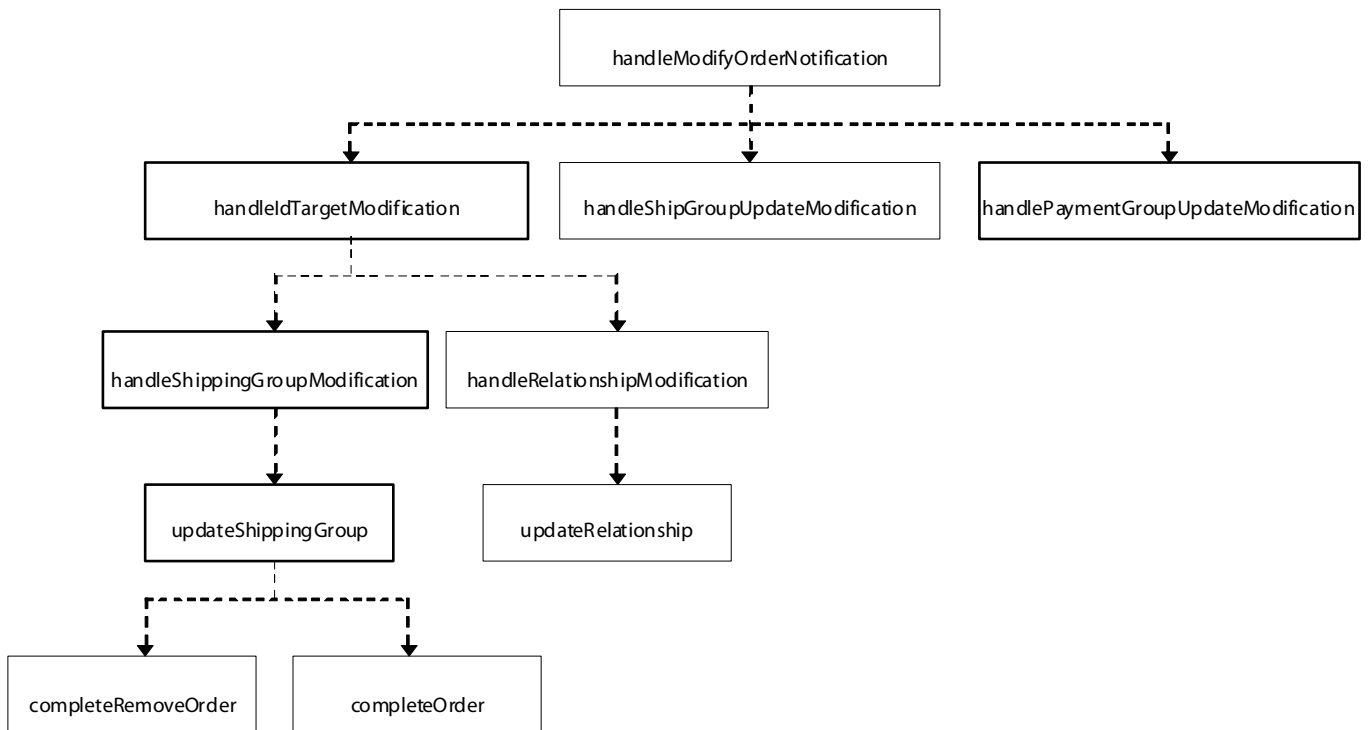 handleModifyOrderNotification
handleIdTargetModification
handleShipGroupUpdateModification
handlePaymentGroupUpdateModification
handleShippingGroupModification
handleRelationshipModification
updateShippingGroup
updateRelationship
completeRemoveOrder
completeOrder